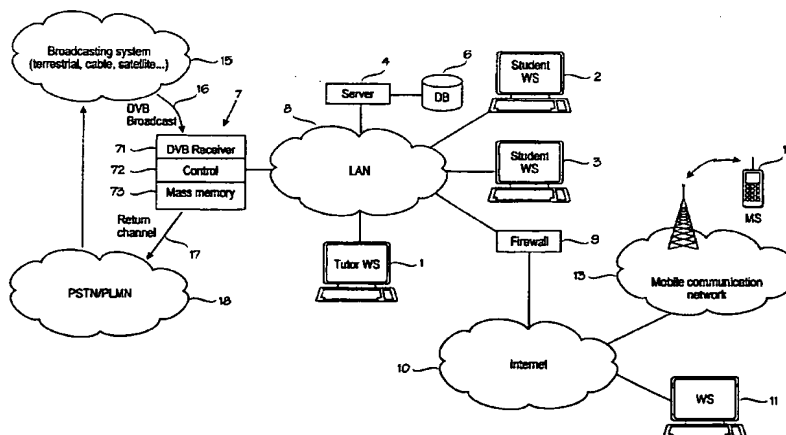 Broadcasting system
(terrestrial, cable, satellite...)
15
16
DVB
Broadcast
7
71
DVB Receiver
72
Control
73
Mass memory
Return
channel
17
PSTN/PLMN
18
4
Server
6
DB
8
LAN
Student
WS
2
Student
WS
3
Tutor WS
1
Firewall
9
MS
13
Mobile communication
network
10
Internet
WS
11